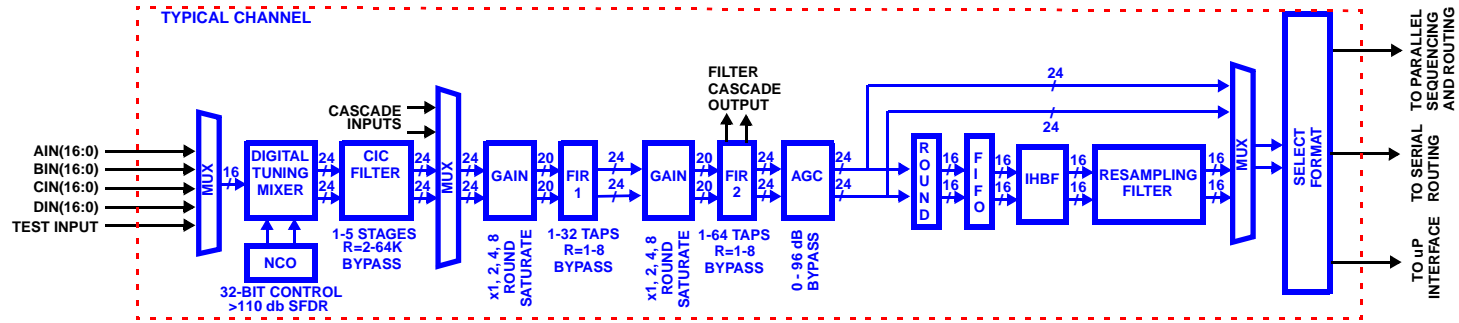 TYPICAL CHANNEL
AIN(16:0)
BIN(16:0)
CIN(16:0)
DIN(16:0)
TEST INPUT
MUX
16
DIGITAL
TUNING
MIXER
NCO
32-BIT CONTROL
>110 db SFDR
24
24
CIC
FILTER
1-5 STAGES
R=2-64K
BYPASS
24
24
CASCADE
INPUTS
MUX
24
24
GAIN
x1, 2, 4, 8
ROUND
SATURATE
20
20
FIR
1
1-32 TAPS
R=1-8
BYPASS
24
24
GAIN
x1, 2, 4, 8
ROUND
SATURATE
20
20
FILTER
CASCADE
OUTPUT
FIR
2
1-64 TAPS
R=1-8
BYPASS
24
24
AGC
0 - 96 dB
BYPASS
24
24
24
24
ROUND
16
16
FIFO
16
16
IHBF
16
16
RESAMPLING
FILTER
16
16
MUX
SELECT
FORMAT
TO PARALLEL
SEQUENCING
AND ROUTING
TO SERIAL
ROUTING
TO uP
INTERFACE